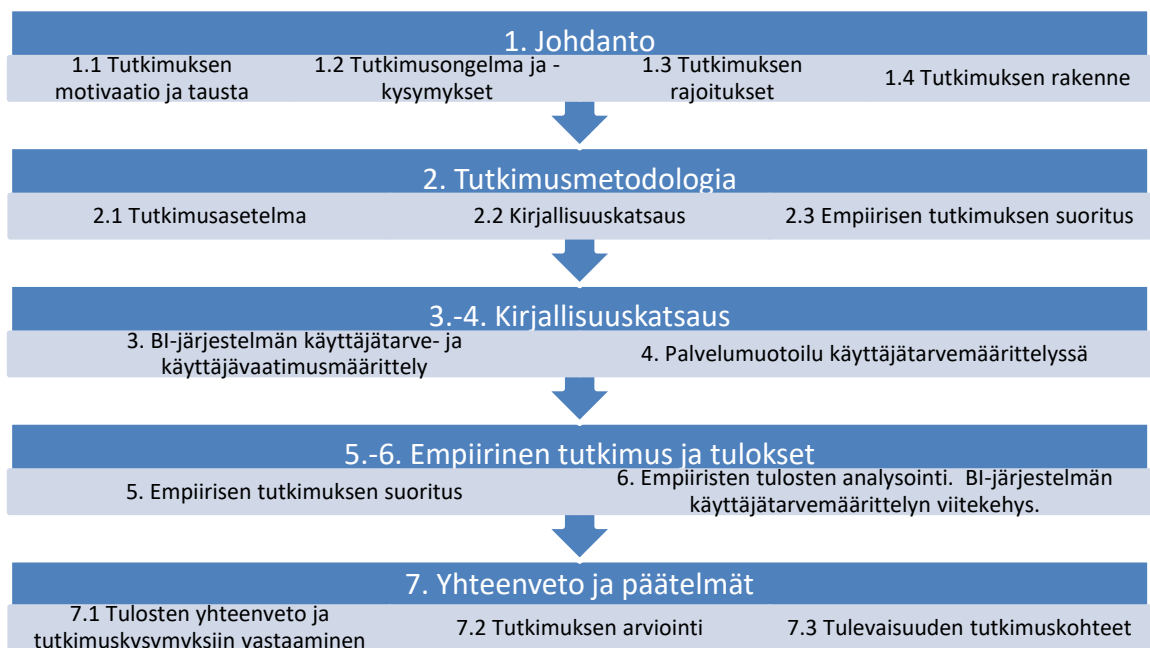 1. Johdanto
1.1 Tutkimuksen
motivaatio ja tausta
1.2 Tutkimusongelma ja -
kysymykset
1.3 Tutkimuksen
rajoitukset
1.4 Tutkimuksen rakenne
2. Tutkimusmetodologia
2.1 Tutkimusasetelma
2.2 Kirjallisuuskatsaus
2.3 Empiirisen tutkimuksen suoritus
3.-4. Kirjallisuuskatsaus
3. BI-järjestelmän käyttäjätarve- ja
käyttäjävaatimusmäärittely
4. Palvelumuotoilu käyttäjätarvemäärittelyssä
5.-6. Empiirinen tutkimus ja tulokset
5. Empiirisen tutkimuksen suoritus
6. Empiiristen tulosten analysointi. BI-järjestelmän
käyttäjätarvemäärittelyn viitekehys.
7. Yhteenveto ja päätelmät
7.1 Tulosten yhteenveto ja
tutkimuskysymyksiin vastaaminen
7.2 Tutkimuksen arviointi
7.3 Tulevaisuuden tutkimuskohteet